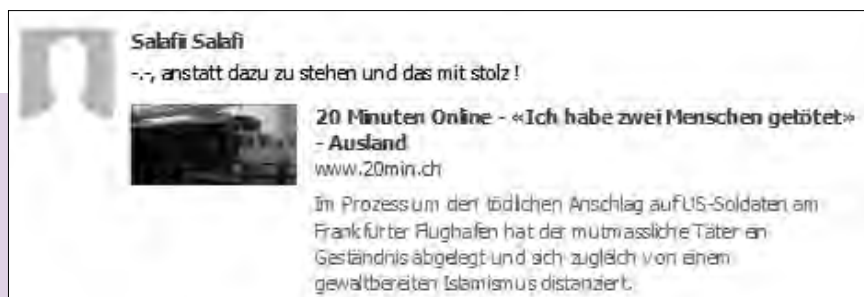 Salafii Salafi
-.-, anstatt dazu zu stehen und das mit stolz !
20 Minuten Online - «Ich habe zwei Menschen getötet»
- Ausland
www.20min.ch
Im Prozess um den tödlichen Anschlag auf US-Soldaten am
Frankfurter Flughafen hat der mutmassliche Täter ein
Geständnis abgelegt und sich zugleich von einem
gewaltbereiten Islamismus distanziert.